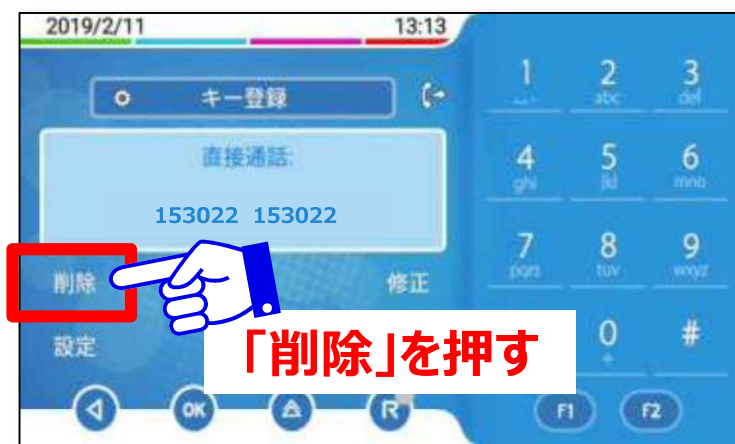 2019/2/11 13:13
キー登録
直接通話:
153022 153022
削除 修正
設定
「削除」を押す
OK R
1 2 3
abc def
4 5 6
ghi jkl mno
7 8 9
pqrs tuv wxyz
0 #
+
F1 F2